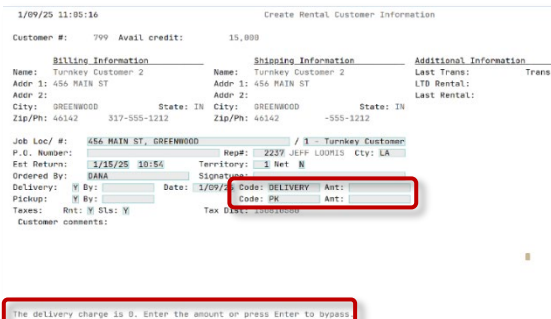 1/09/25 11:05:16 Create Rental Customer Information
Customer #: 799 Avail credit: 15,000
Billing Information Shipping Information Additional Information
Name: Turnkey Customer 2 Name: Turnkey Customer 2 Last Trans: Trans
Addr 1: 456 MAIN ST Addr 1: 456 MAIN ST LTD Rental:
Addr 2: Addr 2: Last Rental:
City: GREENWOOD State: IN City: GREENWOOD State: IN
Zip/Ph: 46142 317-555-1212 Zip/Ph: 46142 -555-1212
Job Loc/ #: 456 MAIN ST, GREENWOOD / 1 - Turnkey Customer
P.O. Number: Rep#: 2237 JEFF LOOMIS Cty: LA
Est Return: 1/15/25 10:54 Territory: 1 Net N
Ordered By: DANA Signature:
Delivery: Y By: Date: 1/09/25 Code: DELIVERY Amt:
Pickup: Y By: Code: PK Amt:
Taxes: Rnt: Y Sls: Y Tax Dist:
Customer comments:
The delivery charge is 0. Enter the amount or press Enter to bypass.